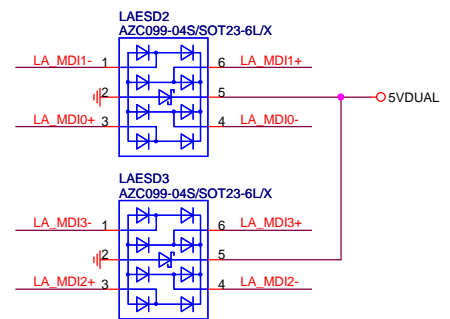 LAESD2
AZC099-04S/SOT23-6L/X
LA_MDI1- 1 6 LA_MDI1+
2 5 5VDUAL
LA_MDI0+ 3 4 LA_MDI0-
LAESD3
AZC099-04S/SOT23-6L/X
LA_MDI3- 1 6 LA_MDI3+
2 5
LA_MDI2+ 3 4 LA_MDI2-